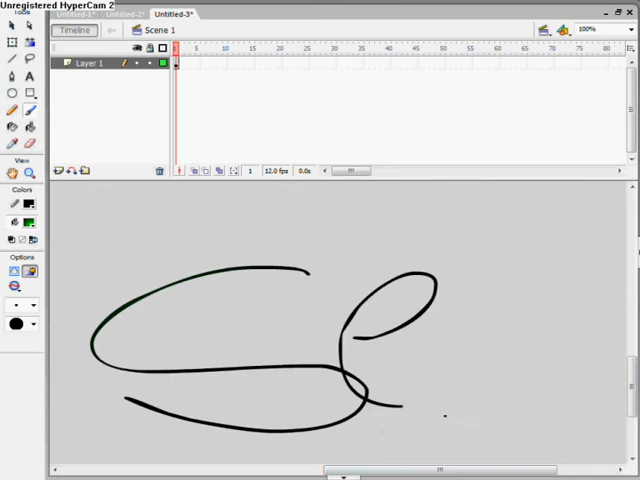 Unregistered HyperCam 2
Tools
Untitled-1* Untitled-2* Untitled-3*
Timeline Scene 1 100%
1 5 10 15 20 25 30 35 40 45 50 55 60 65 70 75 80
Layer 1
A
View
1 12.0 fps 0.0s
Colors
Options
Se